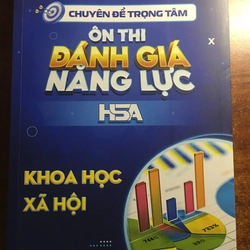 CHUYÊN ĐỀ TRỌNG TÂM
ÔN THI
ĐÁNH GIÁ
NĂNG LỰC
HSA
KHOA HỌC
XÃ HỘI